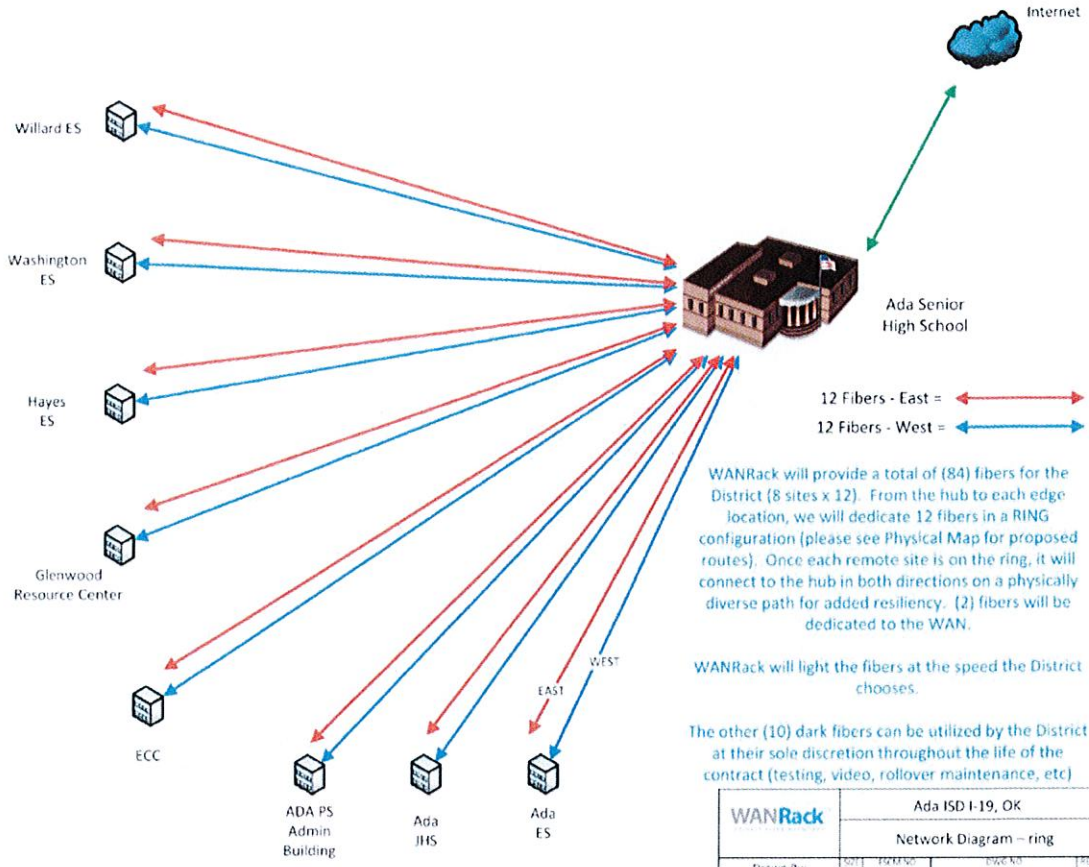 Internet
Willard ES
Washington
ES
Hayes
ES
Glenwood
Resource Center
ECC
ADA PS
Admin
Building
Ada
JHS
Ada
ES
EAST
WEST
Ada Senior
High School
12 Fibers - East =
12 Fibers - West =
WANRack will provide a total of (84) fibers for the
District (8 sites x 12). From the hub to each edge
location, we will dedicate 12 fibers in a RING
configuration (please see Physical Map for proposed
routes). Once each remote site is on the ring, it will
connect to the hub in both directions on a physically
diverse path for added resiliency. (2) fibers will be
dedicated to the WAN.
WANRack will light the fibers at the speed the District
chooses.
The other (10) dark fibers can be utilized by the District
at their sole discretion throughout the life of the
contract (testing, video, rollover maintenance, etc)
WANRack
Ada ISD I-19, OK
Network Diagram – ring